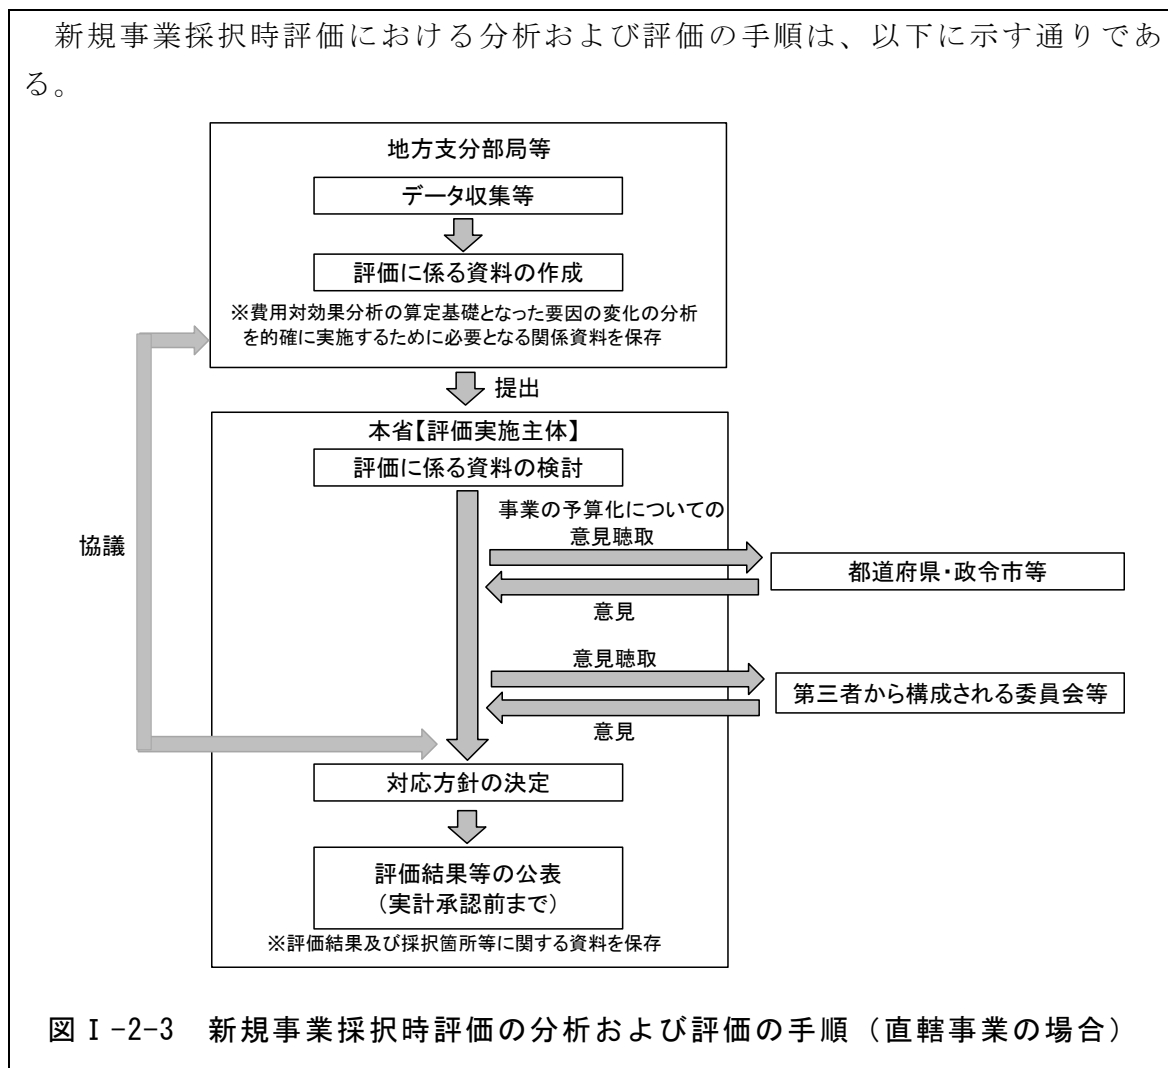 新規事業採択時評価における分析および評価の手順は、以下に示す通りであ
る。
地方支分部局等
データ収集等
評価に係る資料の作成
※費用対効果分析の算定基礎となった要因の変化の分析
を的確に実施するために必要となる関係資料を保存
提出
本省【評価実施主体】
評価に係る資料の検討
事業の予算化についての
意見聴取
協議
都道府県・政令市等
意見
意見聴取
第三者から構成される委員会等
意見
対応方針の決定
評価結果等の公表
(実計承認前まで)
※評価結果及び採択箇所等に関する資料を保存
図Ⅰ-2-3 新規事業採択時評価の分析および評価の手順（直轄事業の場合）